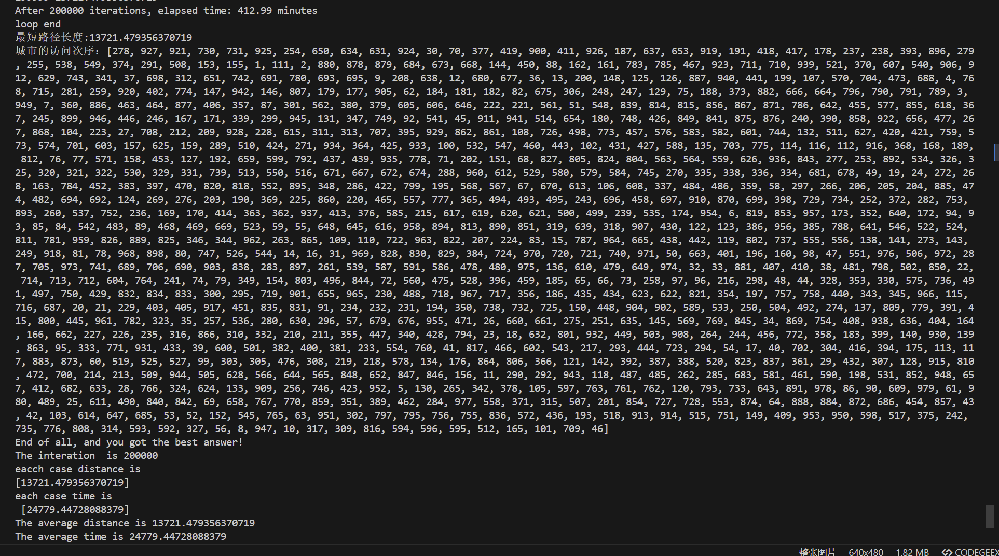 After 200000 iterations, elapsed time: 412.99 minutes
loop end
最短路径长度:13721.479356370719
城市的访问次序: [278, 927, 921, 730, 731, 925, 254, 650, 634, 631, 924, 30, 70, 377, 419, 900, 411, 926, 187, 637, 653, 919, 191, 418, 417, 178, 237, 238, 393, 896, 279
, 255, 538, 549, 374, 291, 508, 153, 155, 1, 111, 2, 880, 878, 879, 684, 673, 668, 144, 450, 88, 162, 161, 783, 785, 467, 923, 711, 710, 939, 521, 370, 607, 540, 906, 9
12, 629, 743, 341, 37, 698, 312, 651, 742, 691, 780, 693, 695, 9, 208, 638, 12, 680, 677, 36, 13, 200, 148, 125, 126, 887, 940, 441, 199, 107, 570, 704, 473, 688, 4, 76
8, 715, 281, 259, 920, 402, 774, 147, 942, 146, 807, 179, 177, 905, 62, 184, 181, 182, 82, 675, 306, 248, 247, 129, 75, 188, 373, 882, 666, 664, 796, 790, 791, 789, 3,
949, 7, 360, 886, 463, 464, 877, 406, 357, 87, 301, 562, 380, 379, 605, 606, 646, 222, 221, 561, 51, 548, 839, 814, 815, 856, 867, 871, 786, 642, 455, 577, 855, 618, 36
7, 245, 899, 946, 446, 246, 167, 171, 339, 299, 945, 131, 347, 749, 92, 541, 45, 911, 941, 514, 654, 180, 748, 426, 849, 841, 875, 876, 240, 390, 858, 922, 656, 477, 26
7, 868, 104, 223, 27, 708, 212, 209, 928, 228, 615, 311, 313, 707, 395, 929, 862, 861, 108, 726, 498, 773, 457, 576, 583, 582, 601, 744, 132, 511, 627, 420, 421, 759, 5
73, 574, 701, 603, 157, 625, 159, 289, 510, 424, 271, 934, 364, 425, 933, 100, 532, 547, 460, 443, 102, 431, 427, 588, 135, 703, 775, 114, 116, 112, 916, 368, 168, 189,
812, 76, 77, 571, 158, 453, 127, 192, 659, 599, 792, 437, 439, 935, 778, 71, 202, 151, 68, 827, 805, 824, 804, 563, 564, 559, 626, 936, 843, 277, 253, 892, 534, 326, 3
25, 320, 321, 322, 530, 329, 331, 739, 513, 550, 516, 671, 667, 672, 674, 288, 960, 612, 529, 580, 579, 584, 745, 270, 335, 338, 336, 334, 681, 678, 49, 19, 24, 272, 26
8, 163, 784, 452, 383, 397, 470, 820, 818, 552, 895, 348, 286, 422, 799, 195, 568, 567, 67, 670, 613, 106, 608, 337, 484, 486, 359, 58, 297, 266, 206, 205, 204, 885, 47
4, 482, 694, 692, 124, 269, 276, 203, 190, 369, 225, 860, 220, 465, 557, 777, 365, 494, 493, 495, 243, 696, 458, 697, 910, 870, 699, 398, 729, 734, 252, 372, 282, 753,
893, 260, 537, 752, 236, 169, 170, 414, 363, 362, 937, 413, 376, 585, 215, 617, 619, 620, 621, 500, 499, 239, 535, 174, 954, 6, 819, 853, 957, 173, 352, 640, 172, 94, 9
3, 85, 84, 542, 483, 89, 468, 469, 669, 523, 59, 55, 648, 645, 616, 958, 894, 813, 890, 851, 319, 639, 318, 907, 430, 122, 123, 386, 956, 385, 788, 641, 546, 522, 524,
811, 781, 959, 826, 889, 825, 346, 344, 962, 263, 865, 109, 110, 722, 963, 822, 207, 224, 83, 15, 787, 964, 665, 438, 442, 119, 802, 737, 555, 556, 138, 141, 273, 143,
249, 918, 81, 78, 968, 898, 80, 747, 526, 544, 14, 16, 31, 969, 828, 830, 829, 384, 724, 970, 720, 721, 740, 971, 50, 663, 401, 196, 160, 98, 47, 551, 976, 506, 972, 28
7, 705, 973, 741, 689, 706, 690, 903, 838, 283, 897, 261, 539, 587, 591, 586, 478, 480, 975, 136, 610, 479, 649, 974, 32, 33, 881, 407, 410, 38, 481, 798, 502, 850, 22,
714, 713, 712, 604, 764, 241, 74, 79, 349, 154, 803, 496, 844, 72, 560, 475, 528, 396, 459, 185, 65, 66, 73, 258, 97, 96, 216, 298, 48, 44, 328, 353, 330, 575, 736, 49
1, 497, 750, 429, 832, 834, 833, 300, 295, 719, 901, 655, 965, 230, 488, 718, 967, 717, 356, 186, 435, 434, 623, 622, 821, 354, 197, 757, 758, 440, 343, 345, 966, 115,
716, 687, 20, 21, 229, 403, 405, 917, 451, 835, 831, 91, 234, 232, 231, 194, 350, 738, 732, 725, 150, 448, 904, 902, 589, 533, 250, 504, 492, 274, 137, 809, 779, 391, 4
15, 800, 445, 961, 782, 323, 35, 257, 536, 280, 630, 296, 57, 679, 676, 955, 471, 26, 660, 661, 275, 251, 635, 145, 569, 769, 845, 34, 869, 754, 408, 938, 636, 404, 164
, 166, 662, 227, 226, 235, 316, 866, 310, 332, 210, 211, 355, 447, 340, 428, 794, 23, 18, 632, 801, 932, 449, 503, 908, 264, 244, 456, 772, 358, 183, 399, 140, 930, 139
, 863, 95, 333, 771, 931, 433, 39, 600, 501, 382, 400, 381, 233, 554, 760, 41, 817, 466, 602, 543, 217, 293, 444, 723, 294, 54, 17, 40, 702, 304, 416, 394, 175, 113, 11
7, 883, 873, 60, 519, 525, 527, 99, 303, 305, 476, 308, 219, 218, 578, 134, 176, 864, 806, 366, 121, 142, 392, 387, 388, 520, 823, 837, 361, 29, 432, 307, 128, 915, 810
, 472, 700, 214, 213, 509, 944, 505, 628, 566, 644, 565, 848, 652, 847, 846, 156, 11, 290, 292, 943, 118, 487, 485, 262, 285, 683, 581, 461, 590, 198, 531, 852, 948, 65
7, 412, 682, 633, 28, 766, 324, 624, 133, 909, 256, 746, 423, 952, 5, 130, 265, 342, 378, 105, 597, 763, 761, 762, 120, 793, 733, 643, 891, 978, 86, 90, 609, 979, 61, 9
80, 489, 25, 611, 490, 840, 842, 69, 658, 767, 770, 859, 351, 389, 462, 284, 977, 558, 371, 315, 507, 201, 854, 727, 728, 553, 874, 64, 888, 884, 872, 686, 454, 857, 43
, 42, 103, 614, 647, 685, 53, 52, 152, 545, 765, 63, 951, 302, 797, 795, 756, 755, 836, 572, 436, 193, 518, 913, 914, 515, 751, 149, 409, 953, 950, 598, 517, 375, 242,
735, 776, 808, 314, 593, 592, 327, 56, 8, 947, 10, 317, 309, 816, 594, 596, 595, 512, 165, 101, 709, 46]
End of all, and you got the best answer!
The interation  is 200000
eacch case distance is
[13721.479356370719]
each case time is
 [24779.44728088379]
The average distance is 13721.479356370719
The average time is 24779.44728088379
整张图片 640x480 1.82 MB CODEGEEX